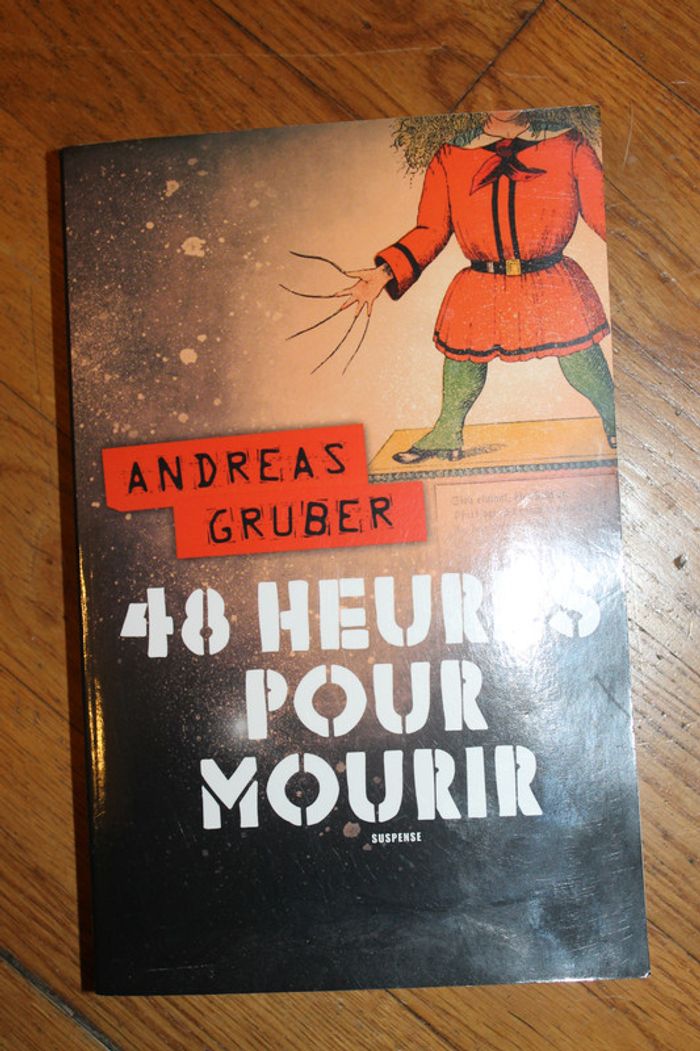 ANDREAS
GRUBER
48 HEURES
POUR
MOURIR
SUSPENSE